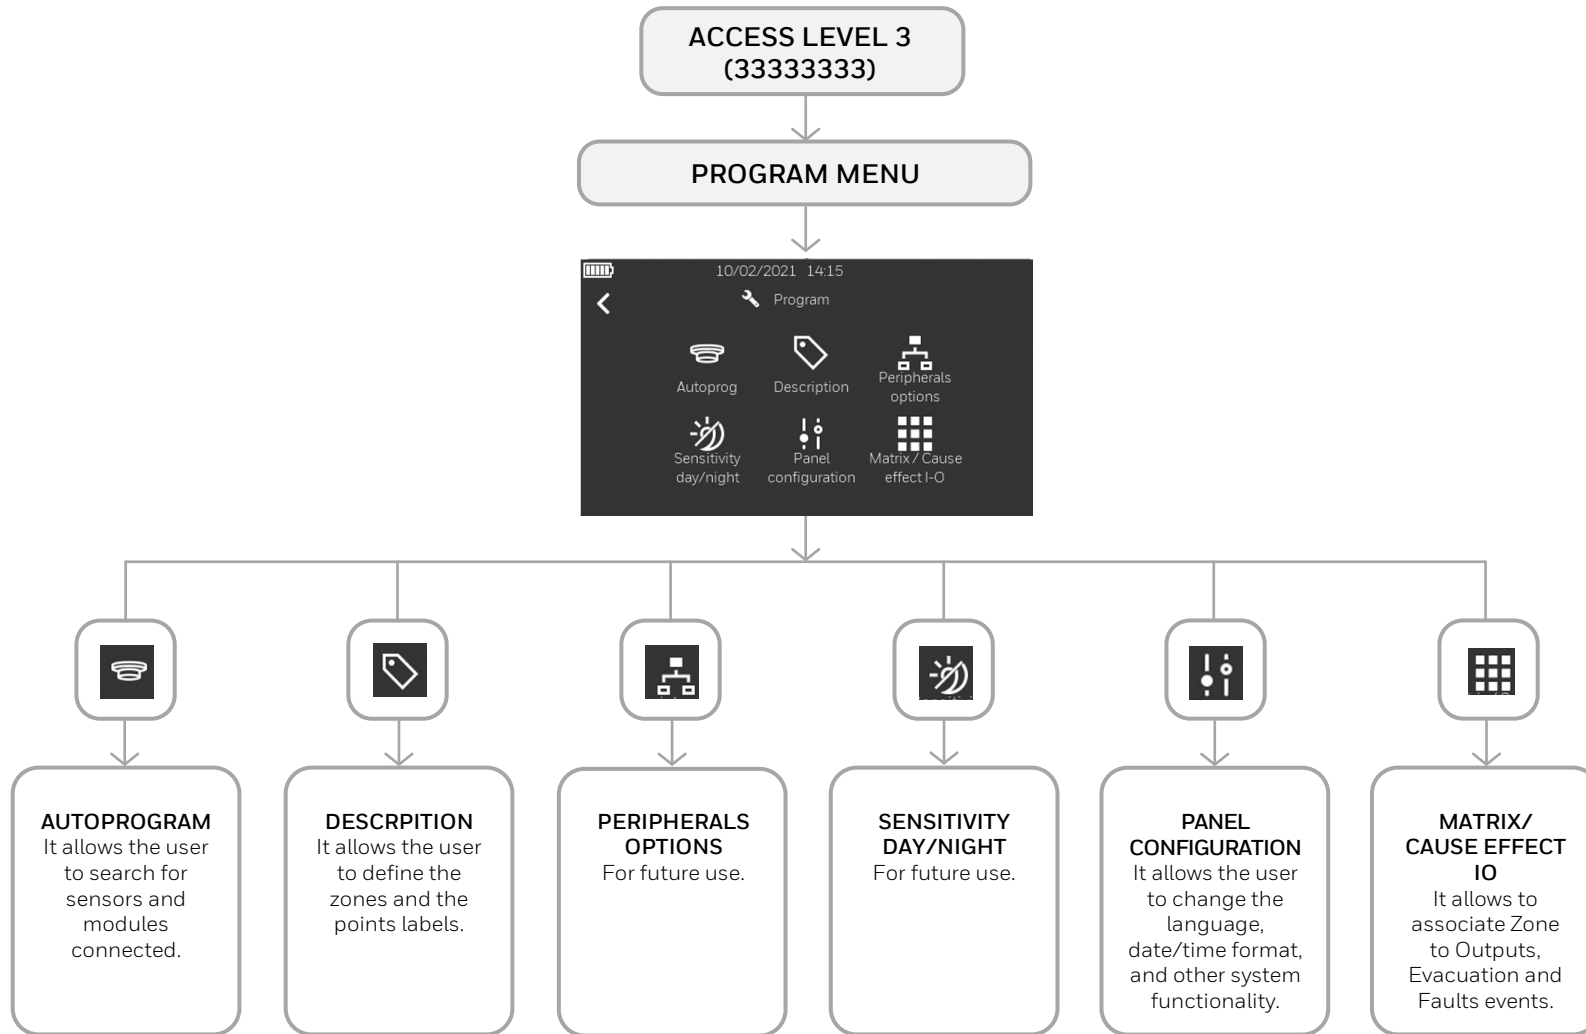 ACCESS LEVEL 3
(33333333)
PROGRAM MENU
10/02/2021 14:15
Program
Autoprog
Description
Peripherals
options
Sensitivity
day/night
Panel
configuration
Matrix / Cause
effect I-O
AUTOPROGRAM
It allows the user
to search for
sensors and
modules
connected.
DESCRPITION
It allows the user
to define the
zones and the
points labels.
PERIPHERALS
OPTIONS
For future use.
SENSITIVITY
DAY/NIGHT
For future use.
PANEL
CONFIGURATION
It allows the user
to change the
language,
date/time format,
and other system
functionality.
MATRIX/
CAUSE EFFECT
IO
It allows to
associate Zone
to Outputs,
Evacuation and
Faults events.